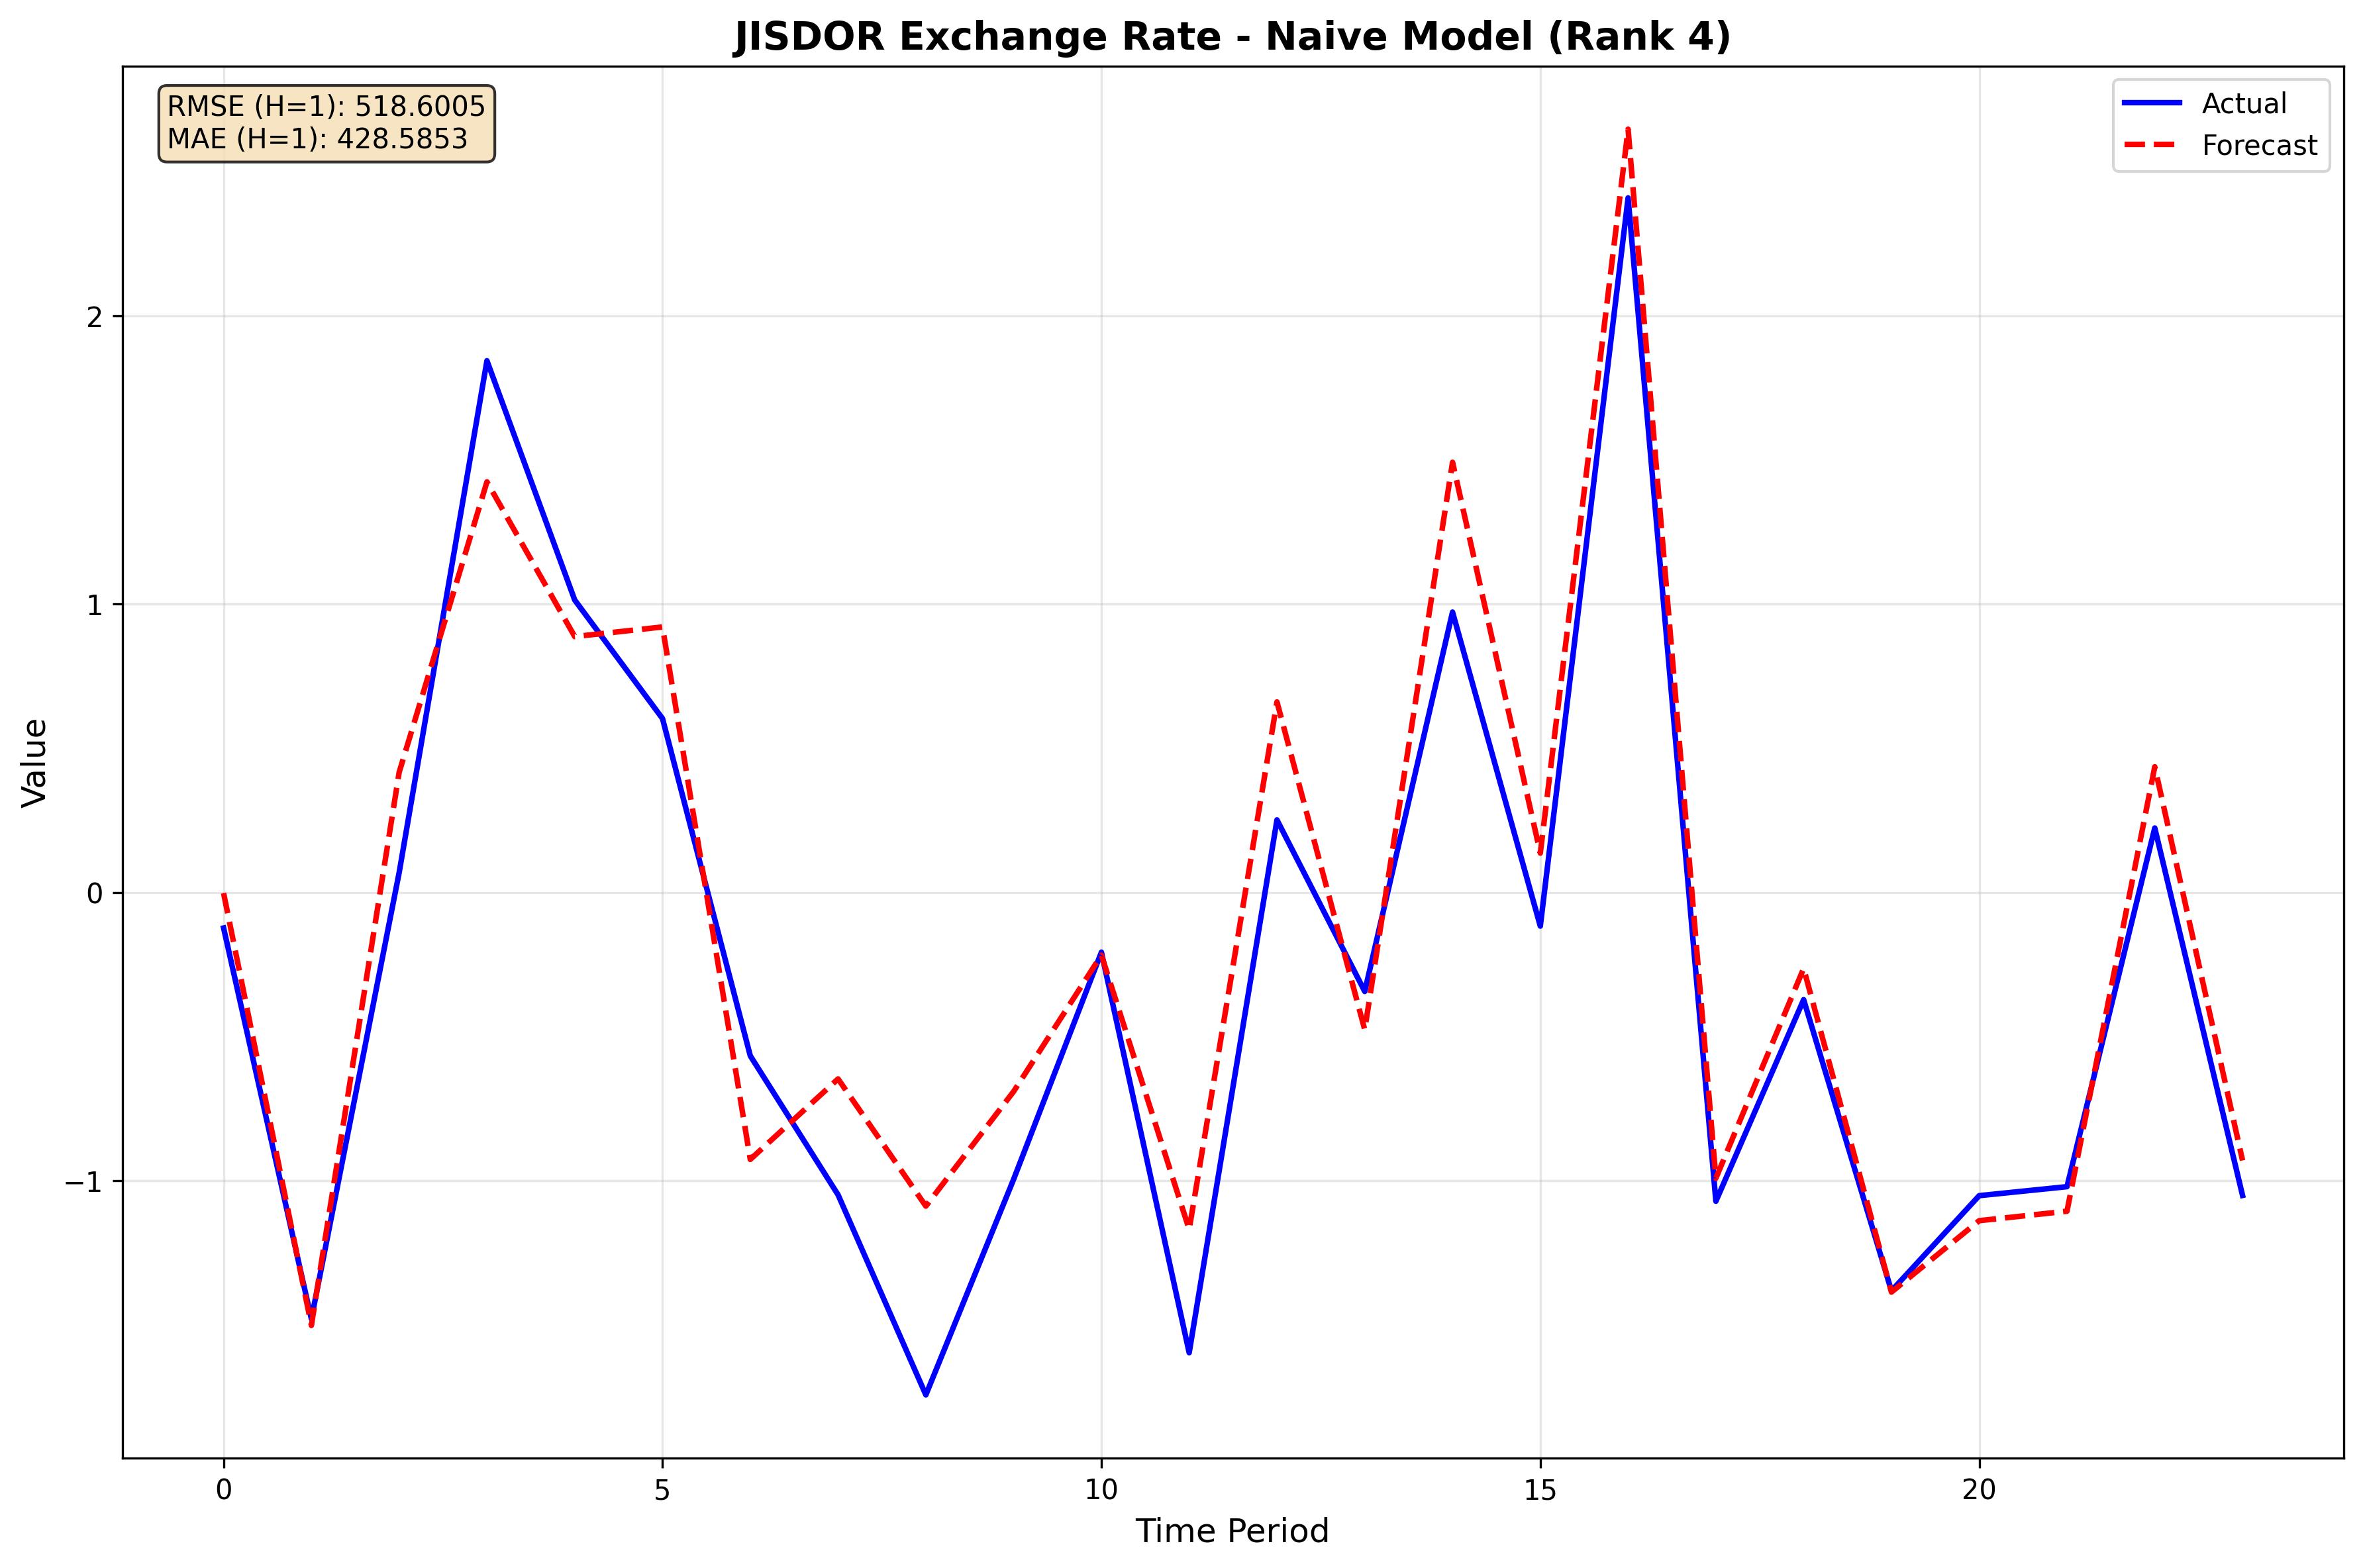 JISDOR Exchange Rate - Naive Model (Rank 4)
RMSE (H=1): 518.6005
MAE (H=1): 428.5853
Actual
Forecast
2
1
0
−1
Value
0
5
10
15
20
Time Period